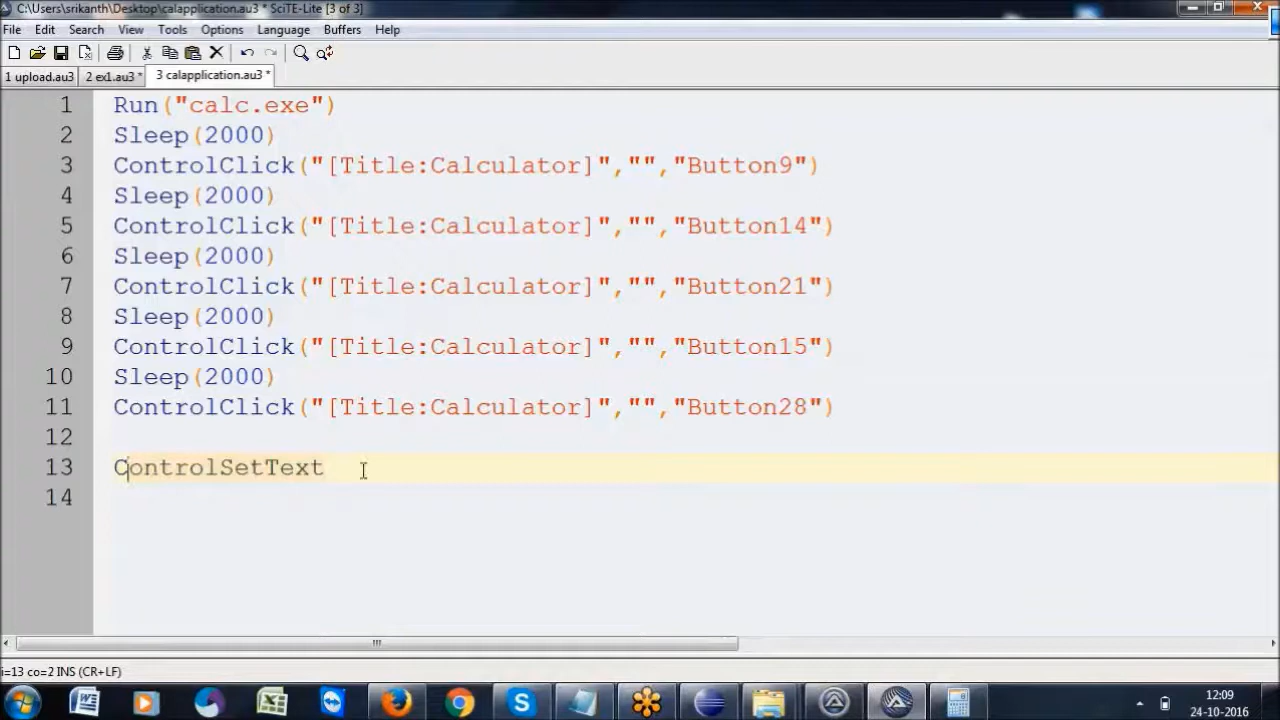 C:\Users\srikanth\Desktop\calapplication.au3 * SciTE-Lite [3 of 3]
File Edit Search View Tools Options Language Buffers Help
1 upload.au3 2 ex1.au3 * 3 calapplication.au3 *
1 Run("calc.exe")
2 Sleep(2000)
3 ControlClick("[Title:Calculator]","","Button9")
4 Sleep(2000)
5 ControlClick("[Title:Calculator]","","Button14")
6 Sleep(2000)
7 ControlClick("[Title:Calculator]","","Button21")
8 Sleep(2000)
9 ControlClick("[Title:Calculator]","","Button15")
10 Sleep(2000)
11 ControlClick("[Title:Calculator]","","Button28")
12
13 ControlSetText
14
i=13 co=2 INS (CR+LF)
12:09
24-10-2016